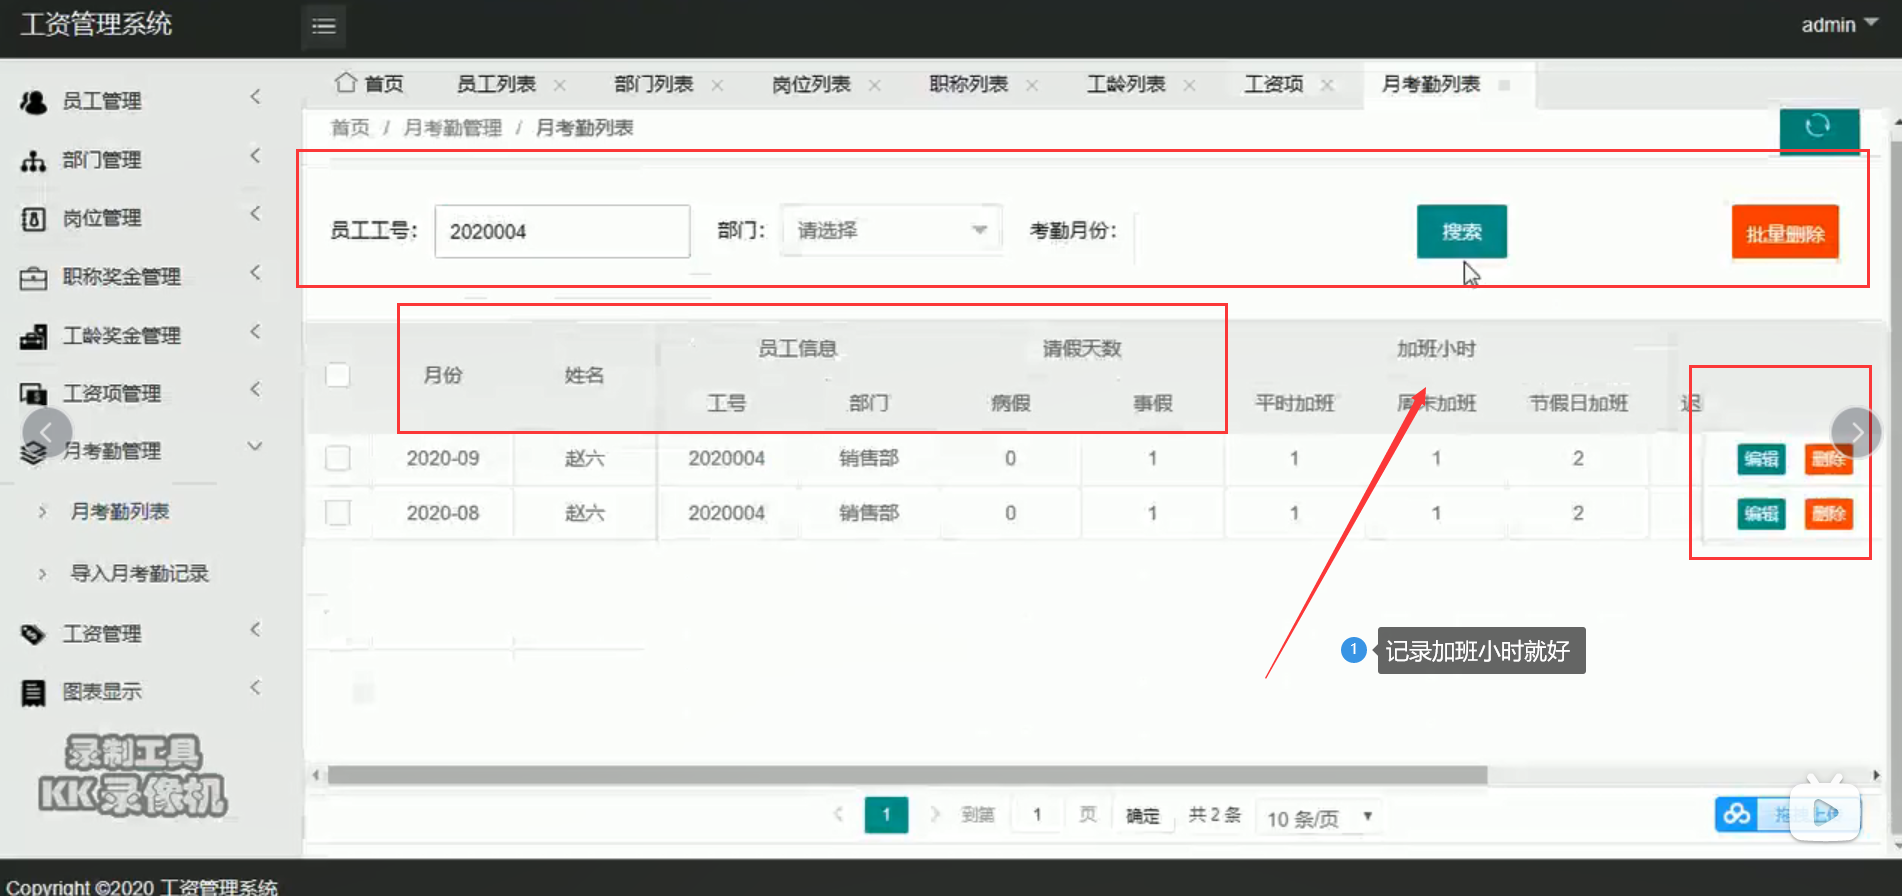 工资管理系统
admin
员工管理
部门管理
岗位管理
职称奖金管理
工龄奖金管理
工资项管理
月考勤管理
月考勤列表
导入月考勤记录
工资管理
图表显示
录制工具
KK录像机
首页 员工列表 部门列表 岗位列表 职称列表 工龄列表 工资项 月考勤列表
首页 / 月考勤管理 / 月考勤列表
员工工号: 2020004 部门: 请选择 考勤月份: 搜索 批量删除
员工信息 请假天数 加班小时
月份 姓名
工号 部门 病假 事假 平时加班 周末加班 节假日加班 迟
2020-09 赵六 2020004 销售部 0 1 1 1 2 编辑 删除
2020-08 赵六 2020004 销售部 0 1 1 1 2 编辑 删除
1 记录加班小时就好
1 到第 1 页 确定 共 2 条 10 条/页
Copyright ©2020 工资管理系统